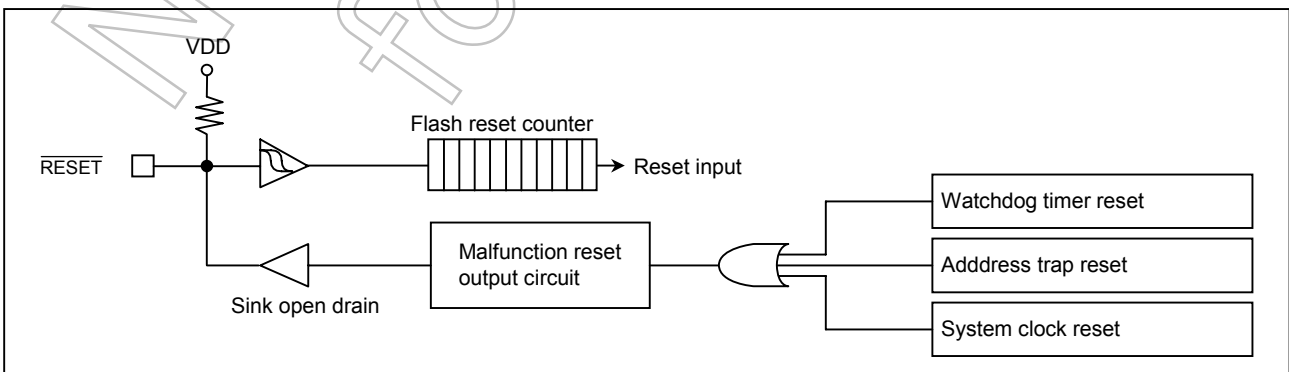 VDD
Flash reset counter
RESET
Reset input
Watchdog timer reset
Malfunction reset
output circuit
Adddress trap reset
Sink open drain
System clock reset